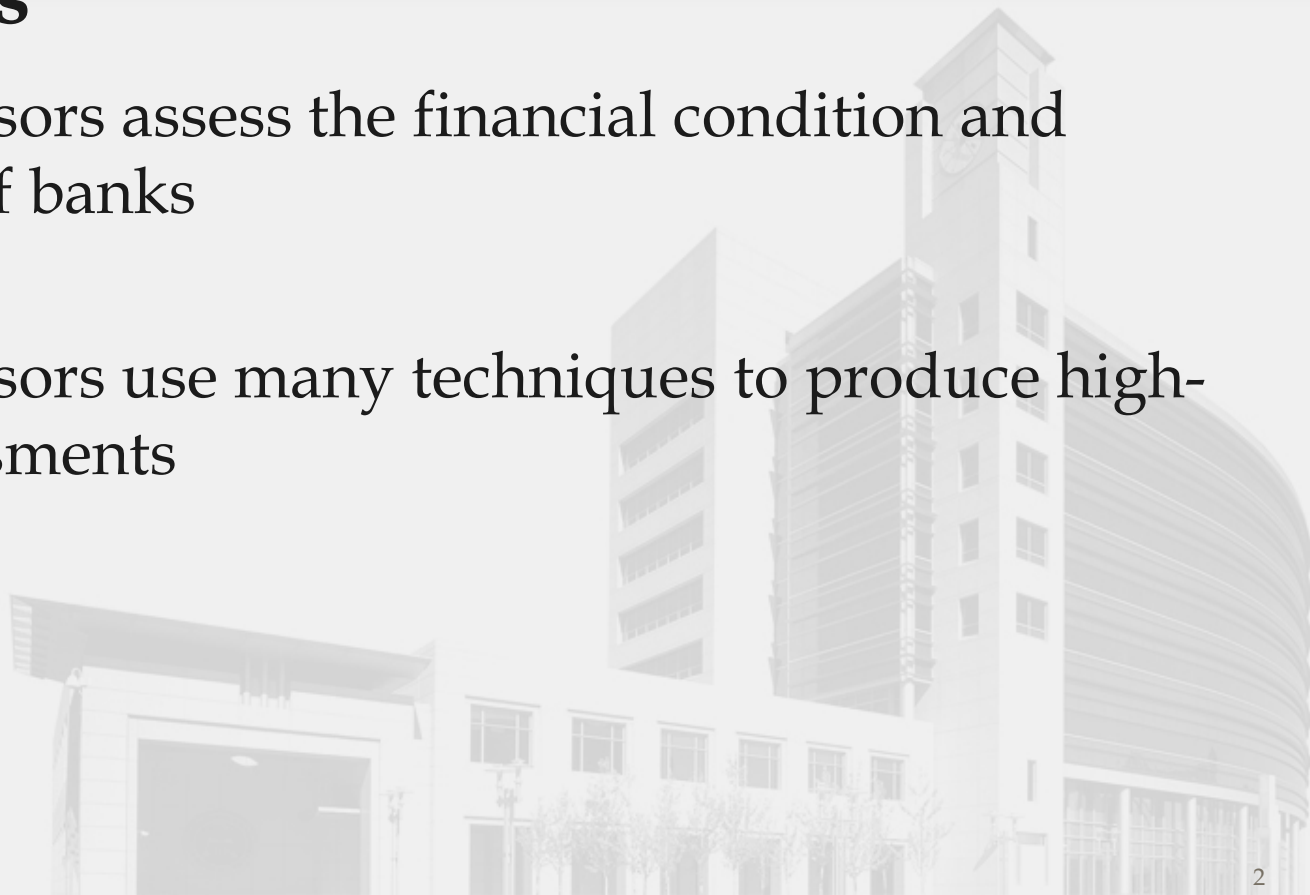 s
sors assess the financial condition and
f banks
sors use many techniques to produce high-
sments
2